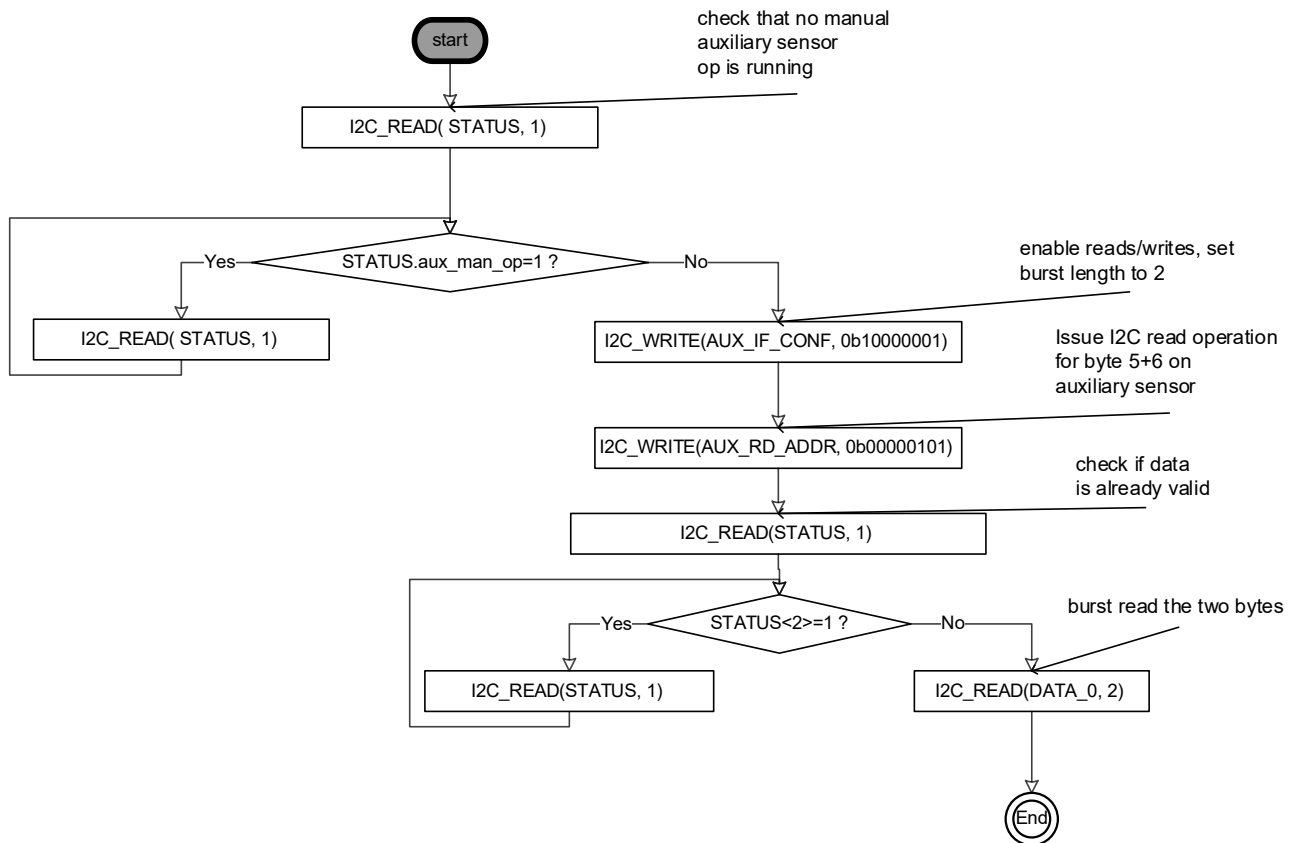 check that no manual
auxiliary sensor
op is running
start
I2C_READ( STATUS, 1)
STATUS.aux_man_op=1 ?
Yes
No
I2C_READ( STATUS, 1)
enable reads/writes, set
burst length to 2
I2C_WRITE(AUX_IF_CONF, 0b10000001)
Issue I2C read operation
for byte 5+6 on
auxiliary sensor
I2C_WRITE(AUX_RD_ADDR, 0b00000101)
check if data
is already valid
I2C_READ(STATUS, 1)
STATUS<2>=1 ?
Yes
No
I2C_READ(STATUS, 1)
burst read the two bytes
I2C_READ(DATA_0, 2)
End